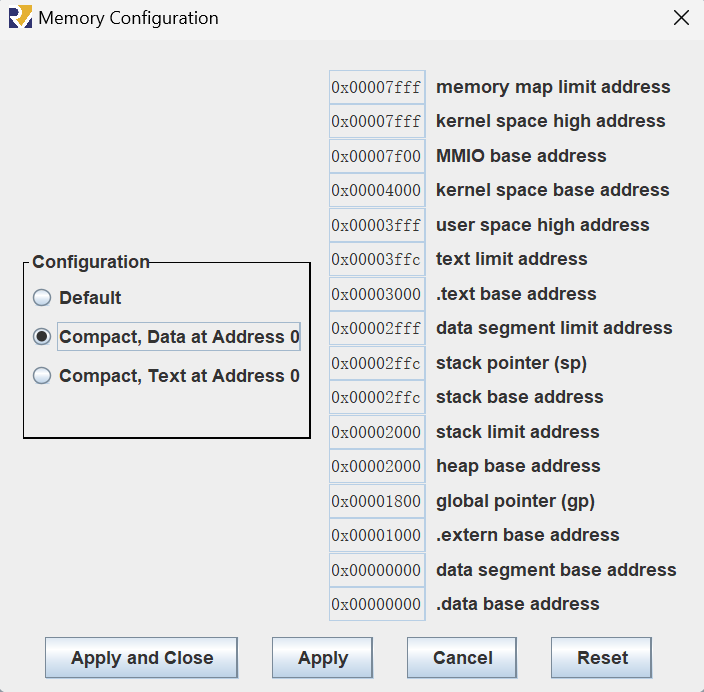 Memory Configuration
0x00007fff memory map limit address
0x00007fff kernel space high address
0x00007f00 MMIO base address
0x00004000 kernel space base address
0x00003fff user space high address
0x00003ffc text limit address
0x00003000 .text base address
0x00002fff data segment limit address
0x00002ffc stack pointer (sp)
0x00002ffc stack base address
0x00002000 stack limit address
0x00002000 heap base address
0x00001800 global pointer (gp)
0x00001000 .extern base address
0x00000000 data segment base address
0x00000000 .data base address
Configuration
Default
Compact, Data at Address 0
Compact, Text at Address 0
Apply and Close Apply Cancel Reset